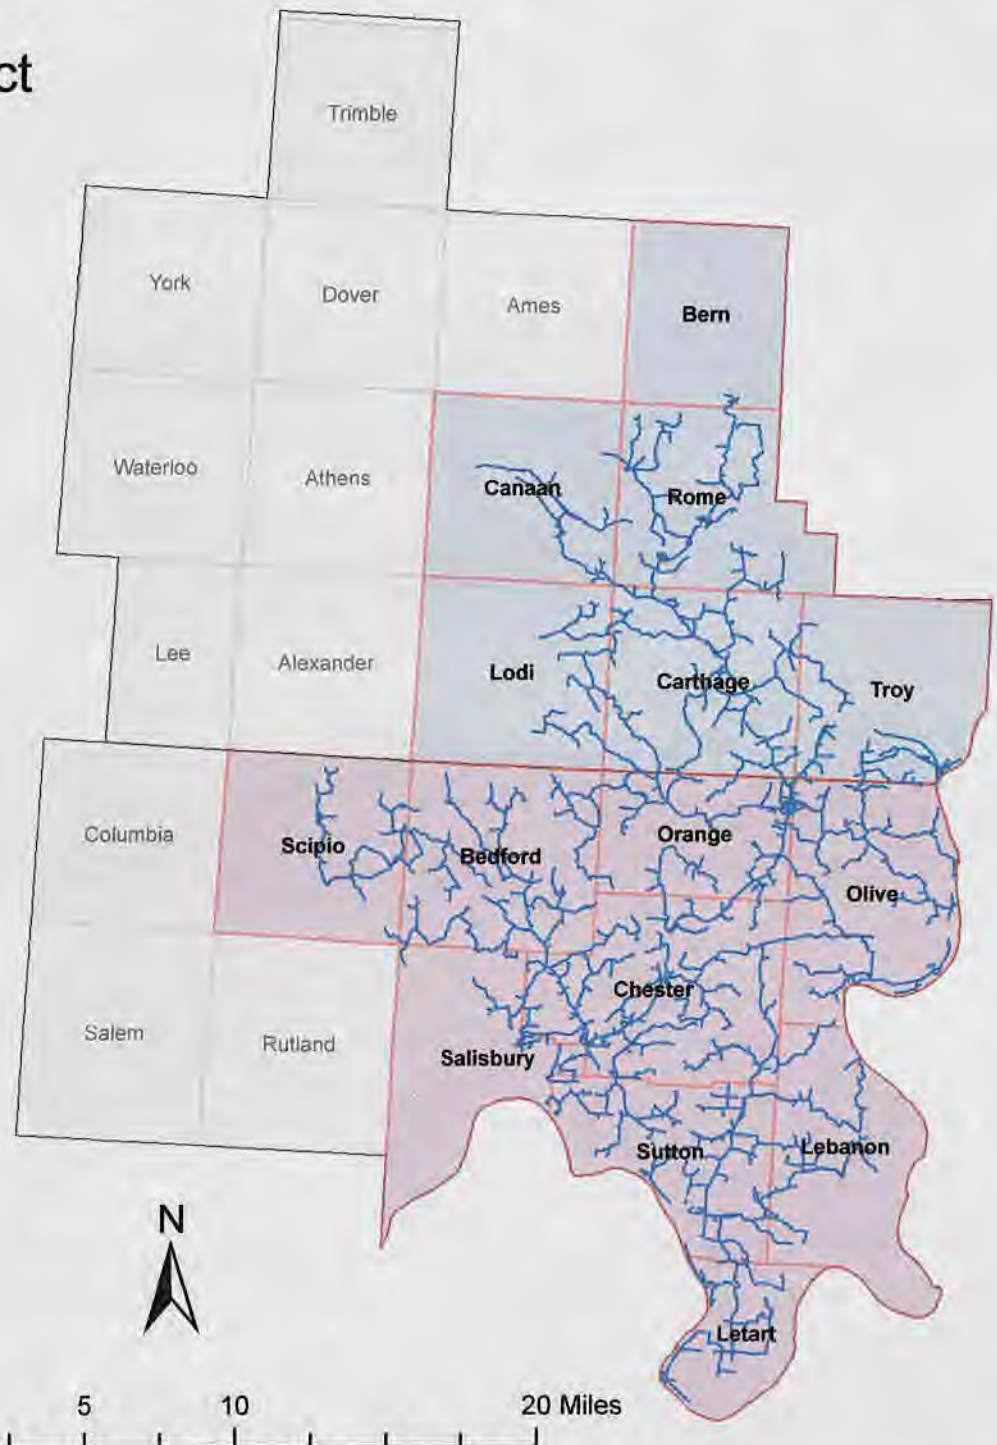 ct
Trimble
York
Dover
Ames
Bern
Waterloo
Athens
Canaan
Rome
Lee
Alexander
Lodi
Carthage
Troy
Columbia
Scipio
Bedford
Orange
Olive
Salem
Rutland
Salisbury
Chester
Sutton
Lebanon
N
Letart
5 10 20 Miles